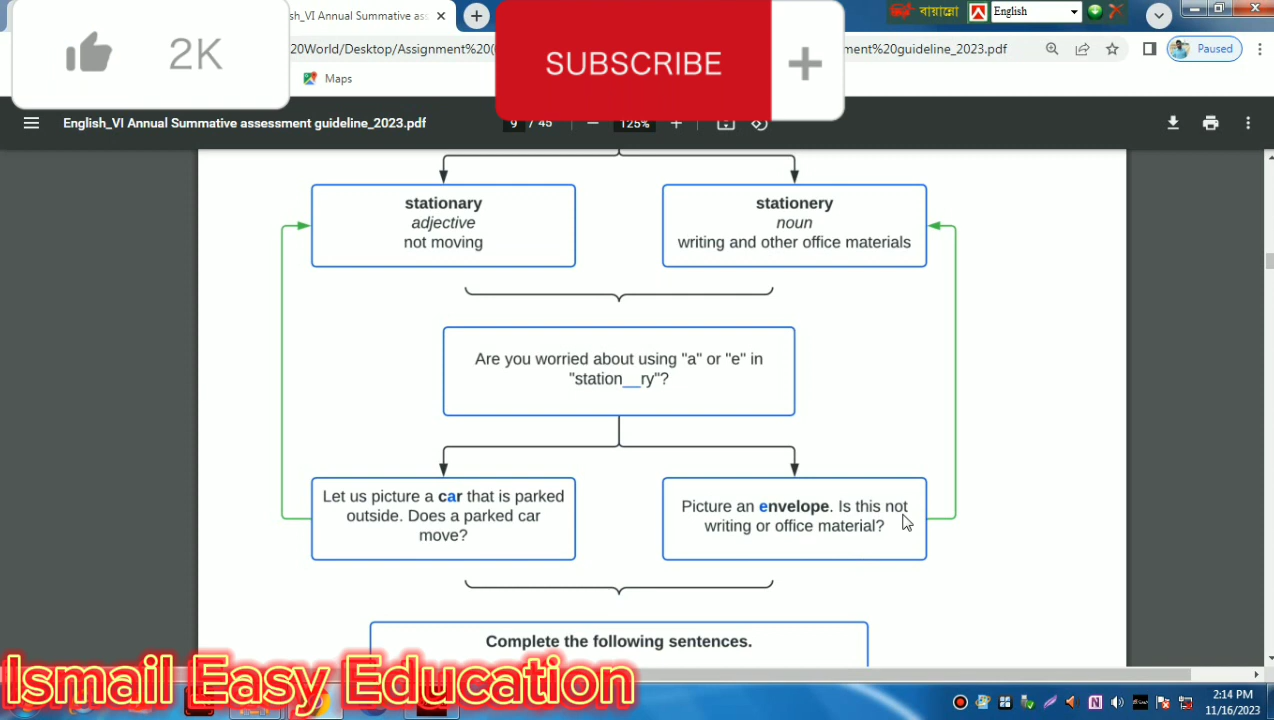 sh_VI Annual Summative ass
বায়ান্নো
English
20World/Desktop/Assignment%20(
ment%20guideline_2023.pdf
Paused
2K
SUBSCRIBE
Maps
English_VI Annual Summative assessment guideline_2023.pdf
9 / 45
125%
stationary
adjective
not moving
stationery
noun
writing and other office materials
Are you worried about using "a" or "e" in
"station__ry"?
Let us picture a car that is parked
outside. Does a parked car
move?
Picture an envelope. Is this not
writing or office material?
Complete the following sentences.
Ismail Easy Education
2:14 PM
11/16/2023